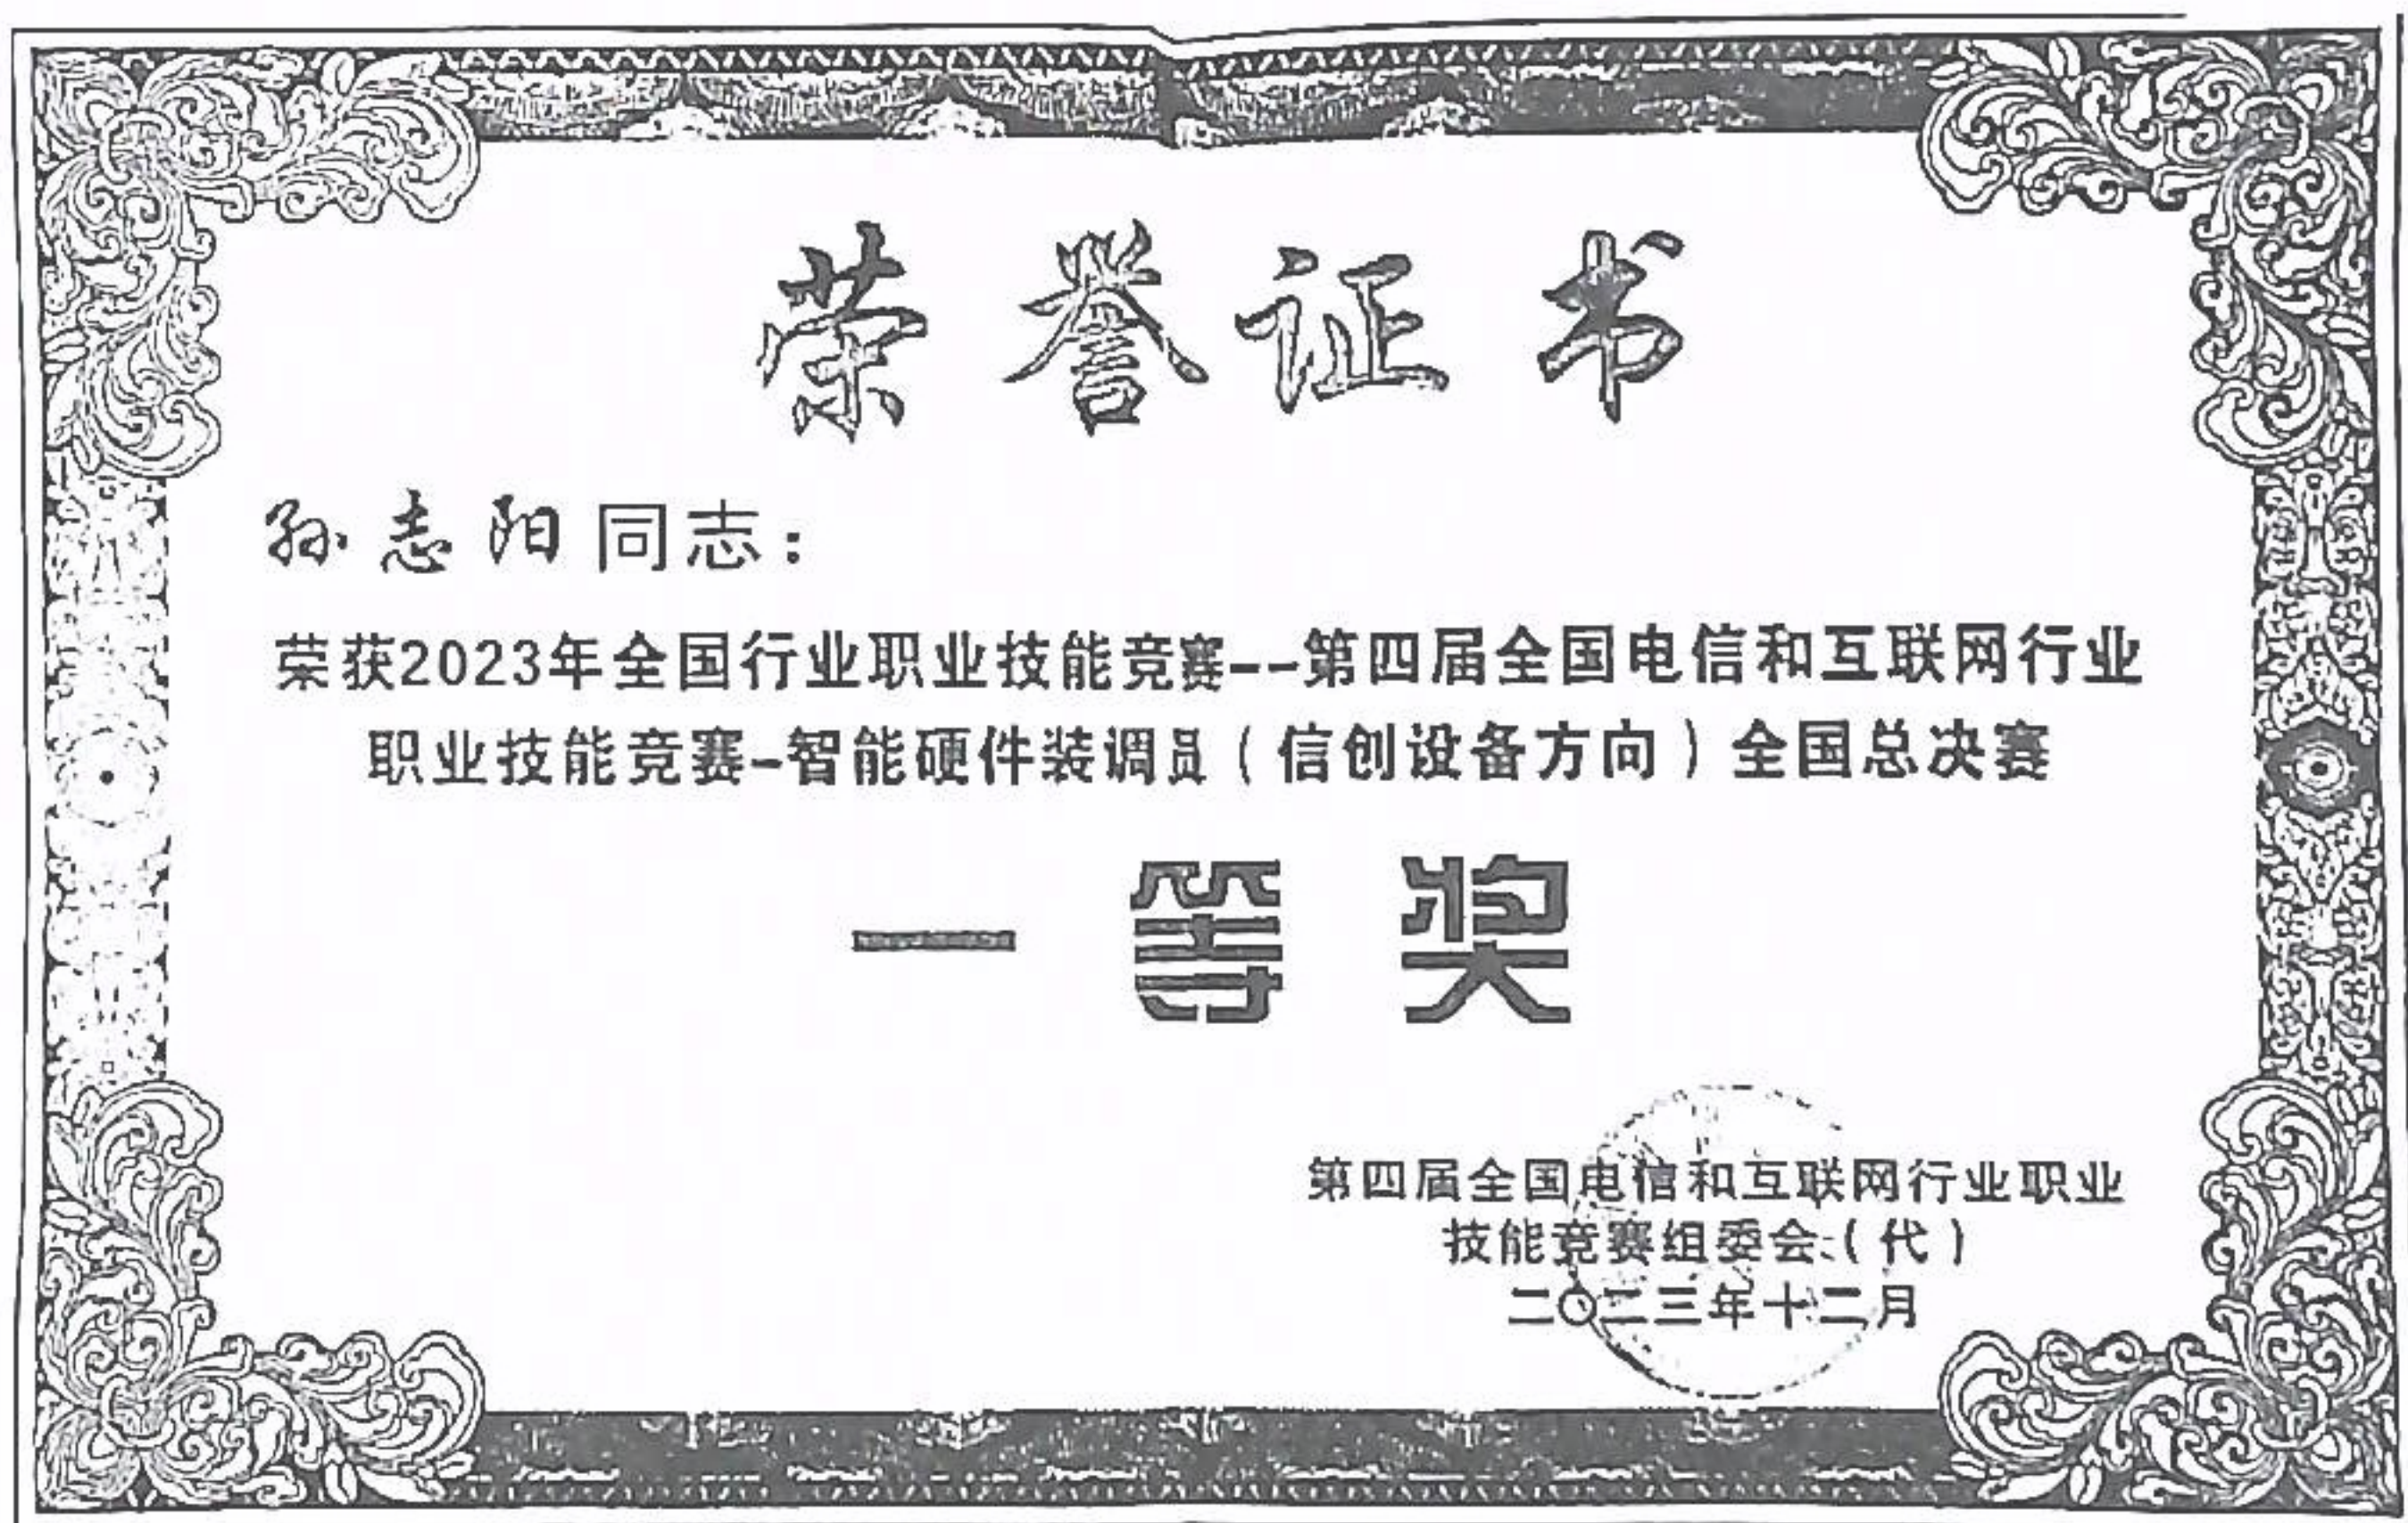 荣誉证书
孙志阳同志：
荣获2023年全国行业职业技能竞赛--第四届全国电信和互联网行业
职业技能竞赛-智能硬件装调员（信创设备方向）全国总决赛
一等奖
第四届全国电信和互联网行业职业
技能竞赛组委会（代）
二〇二三年十二月